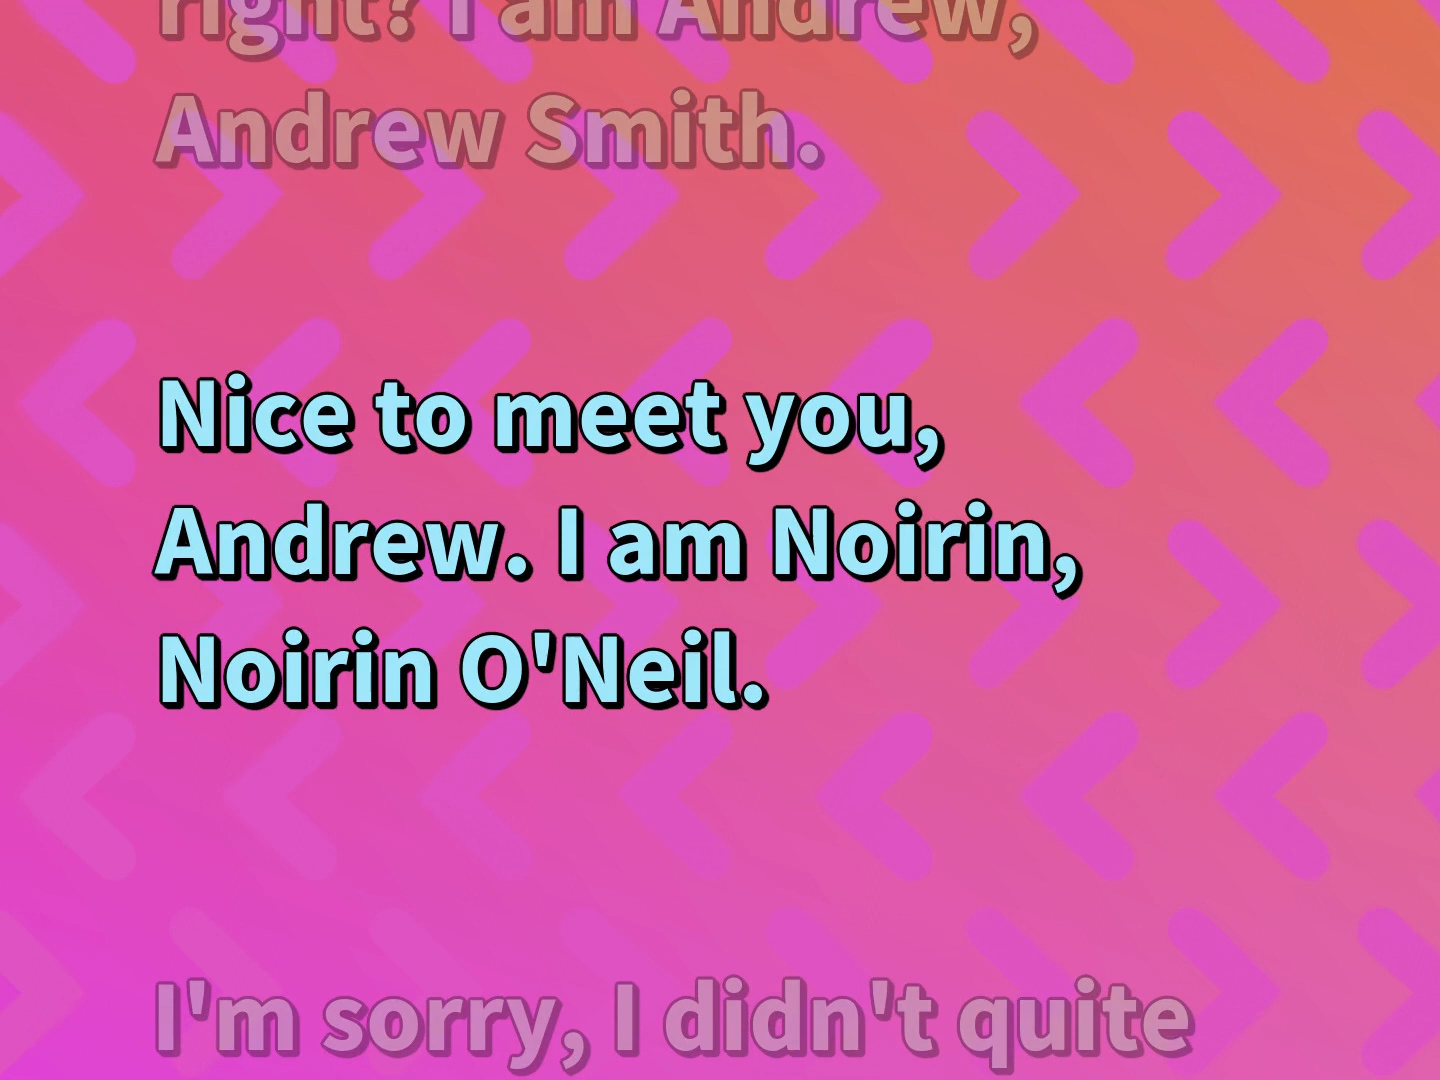 right? I am Andrew,
Andrew Smith.
Nice to meet you,
Andrew. I am Noirin,
Noirin O'Neil.
I'm sorry, I didn't quite